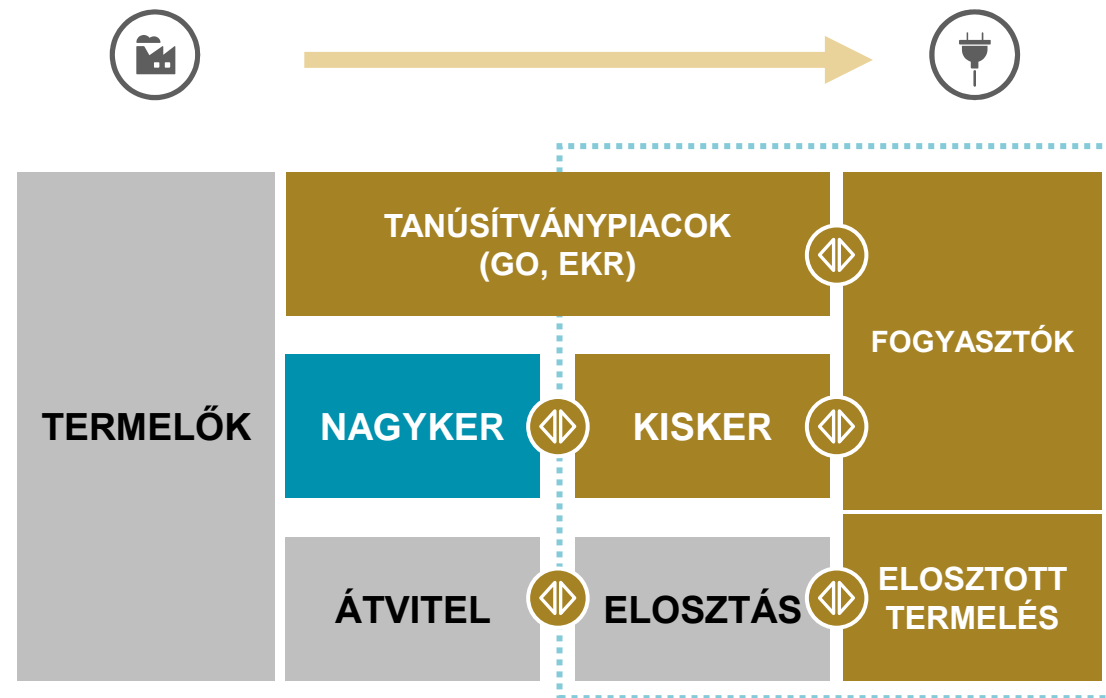 TANÚSÍTVÁNYPIACOK
(GO, EKR)
FOGYASZTÓK
TERMELŐK
NAGYKER
KISKER
ÁTVITEL
ELOSZTÁS
ELOSZTOTT
TERMELÉS